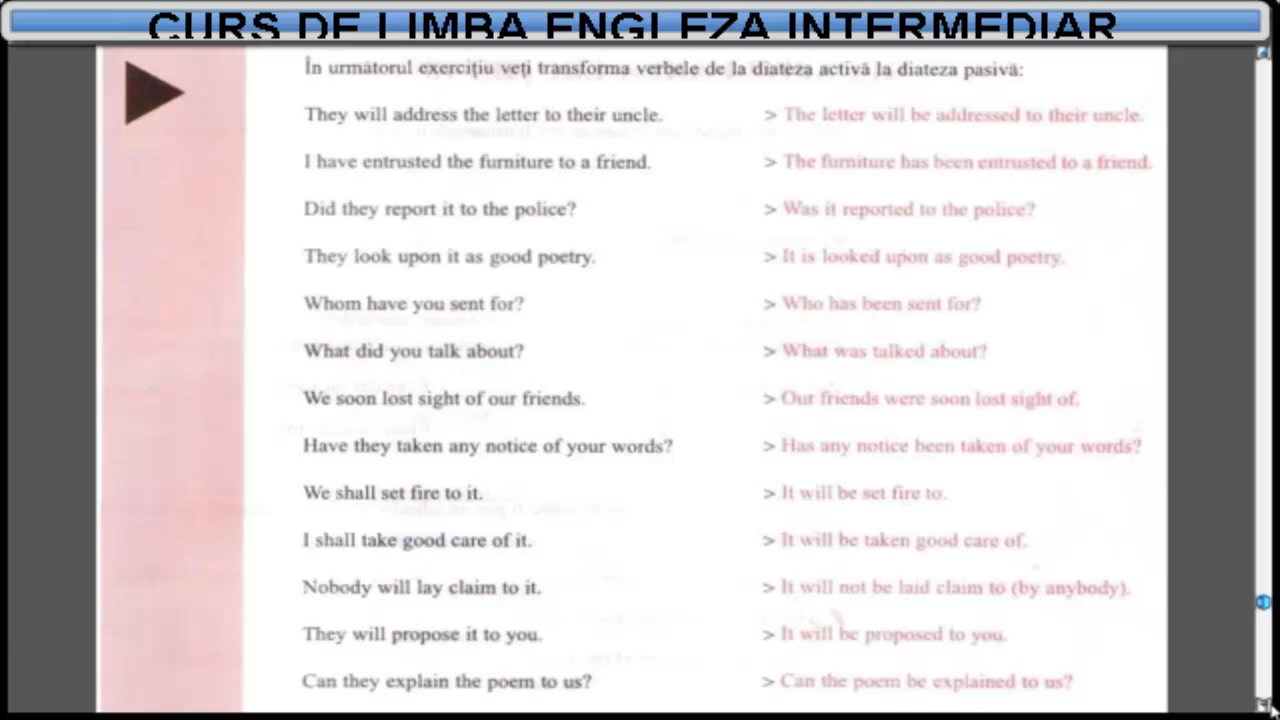 CURS DE LIMBA ENGLEZA INTERMEDIAR
În următorul exerciţiu veţi transforma verbele de la diateza activă la diateza pasivă:
They will address the letter to their uncle. > The letter will be addressed to their uncle.
I have entrusted the furniture to a friend. > The furniture has been entrusted to a friend.
Did they report it to the police? > Was it reported to the police?
They look upon it as good poetry. > It is looked upon as good poetry.
Whom have you sent for? > Who has been sent for?
What did you talk about? > What was talked about?
We soon lost sight of our friends. > Our friends were soon lost sight of.
Have they taken any notice of your words? > Has any notice been taken of your words?
We shall set fire to it. > It will be set fire to.
I shall take good care of it. > It will be taken good care of.
Nobody will lay claim to it. > It will not be laid claim to (by anybody).
They will propose it to you. > It will be proposed to you.
Can they explain the poem to us? > Can the poem be explained to us?